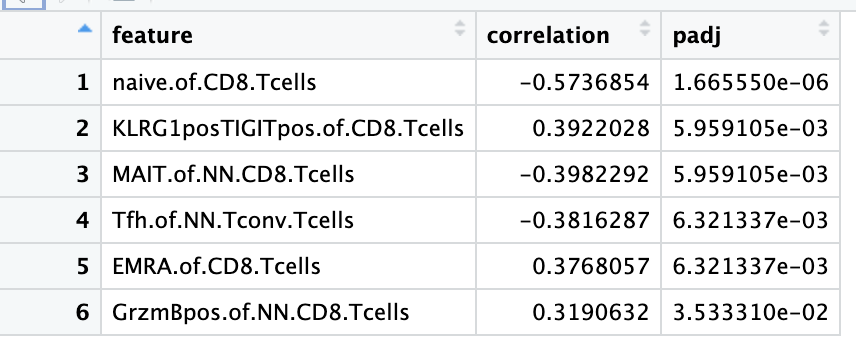 feature correlation padj
1 naive.of.CD8.Tcells -0.5736854 1.665550e-06
2 KLRG1posTIGITpos.of.CD8.Tcells 0.3922028 5.959105e-03
3 MAIT.of.NN.CD8.Tcells -0.3982292 5.959105e-03
4 Tfh.of.NN.Tconv.Tcells -0.3816287 6.321337e-03
5 EMRA.of.CD8.Tcells 0.3768057 6.321337e-03
6 GrzmBpos.of.NN.CD8.Tcells 0.3190632 3.533310e-02